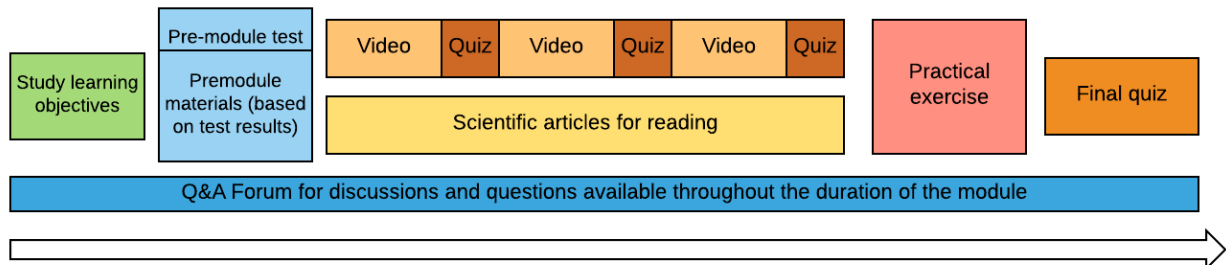 Study learning
objectives
Pre-module test
Premodule
materials (based
on test results)
Video
Quiz
Video
Quiz
Video
Quiz
Scientific articles for reading
Practical
exercise
Final quiz
Q&A Forum for discussions and questions available throughout the duration of the module